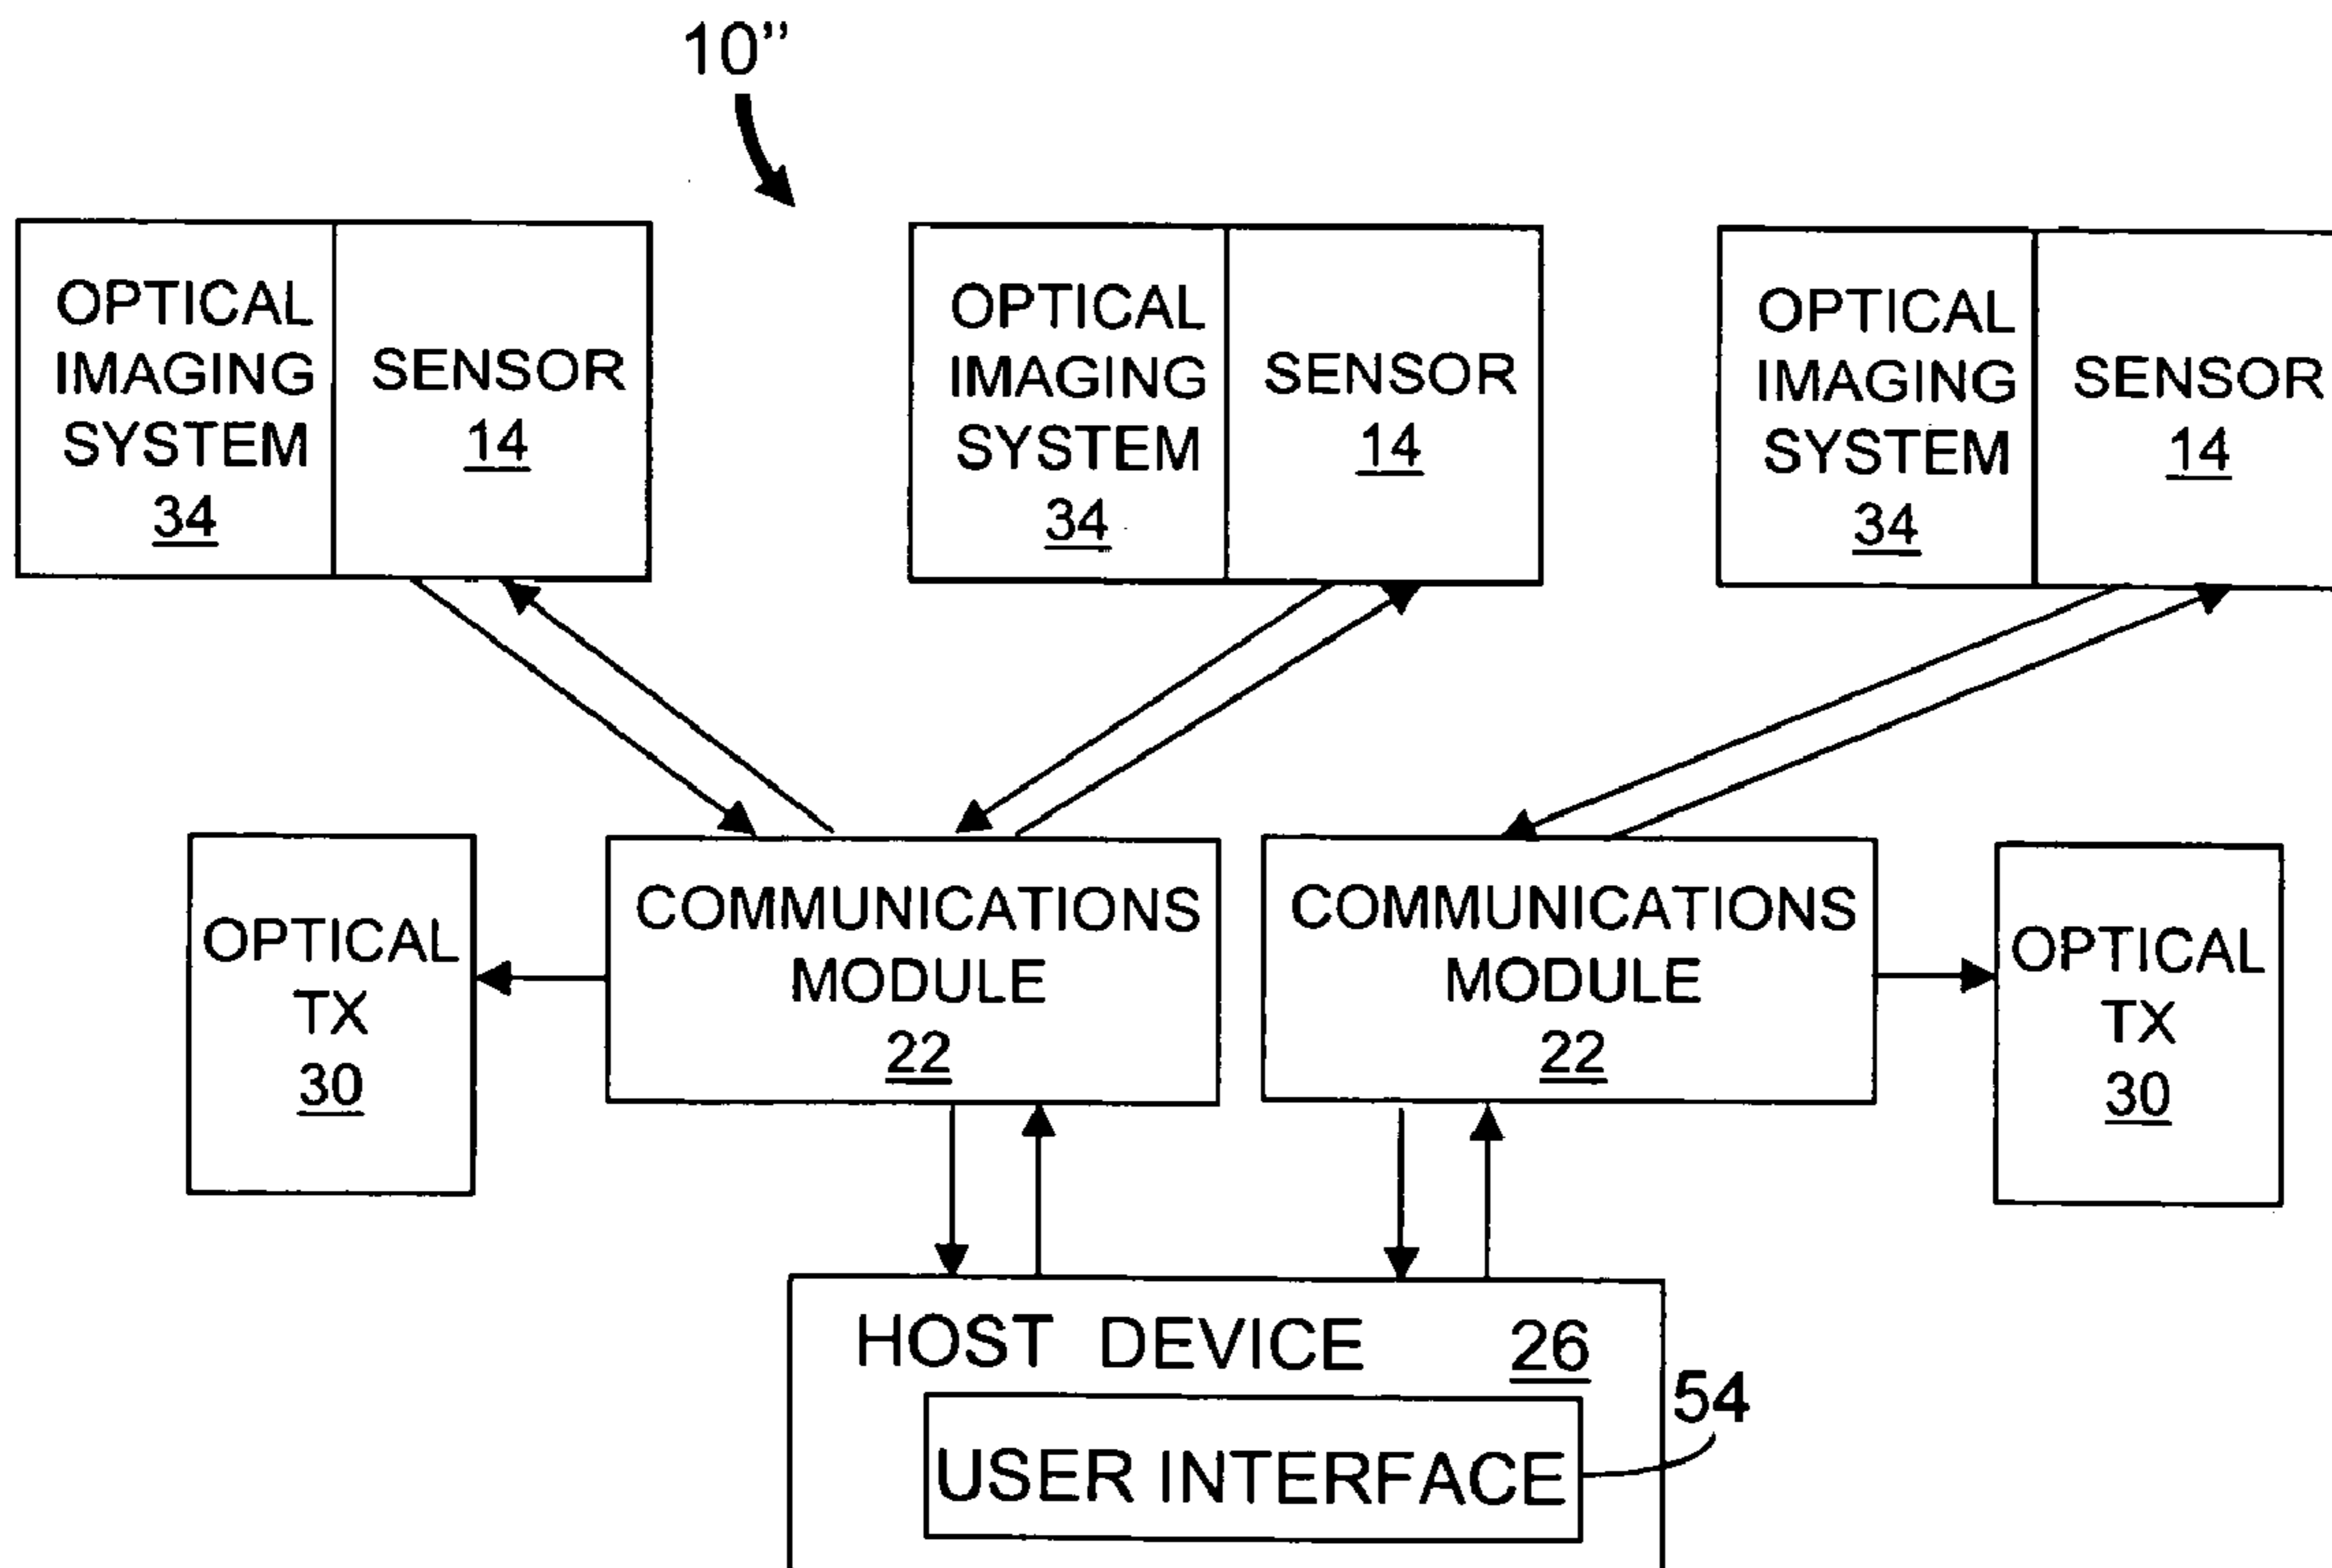 10”
OPTICAL
IMAGING
SYSTEM
34
SENSOR
14
OPTICAL
IMAGING
SYSTEM
34
SENSOR
14
OPTICAL
IMAGING
SYSTEM
34
SENSOR
14
OPTICAL
TX
30
COMMUNICATIONS
MODULE
22
COMMUNICATIONS
MODULE
22
OPTICAL
TX
30
HOST DEVICE 26
54
USER INTERFACE